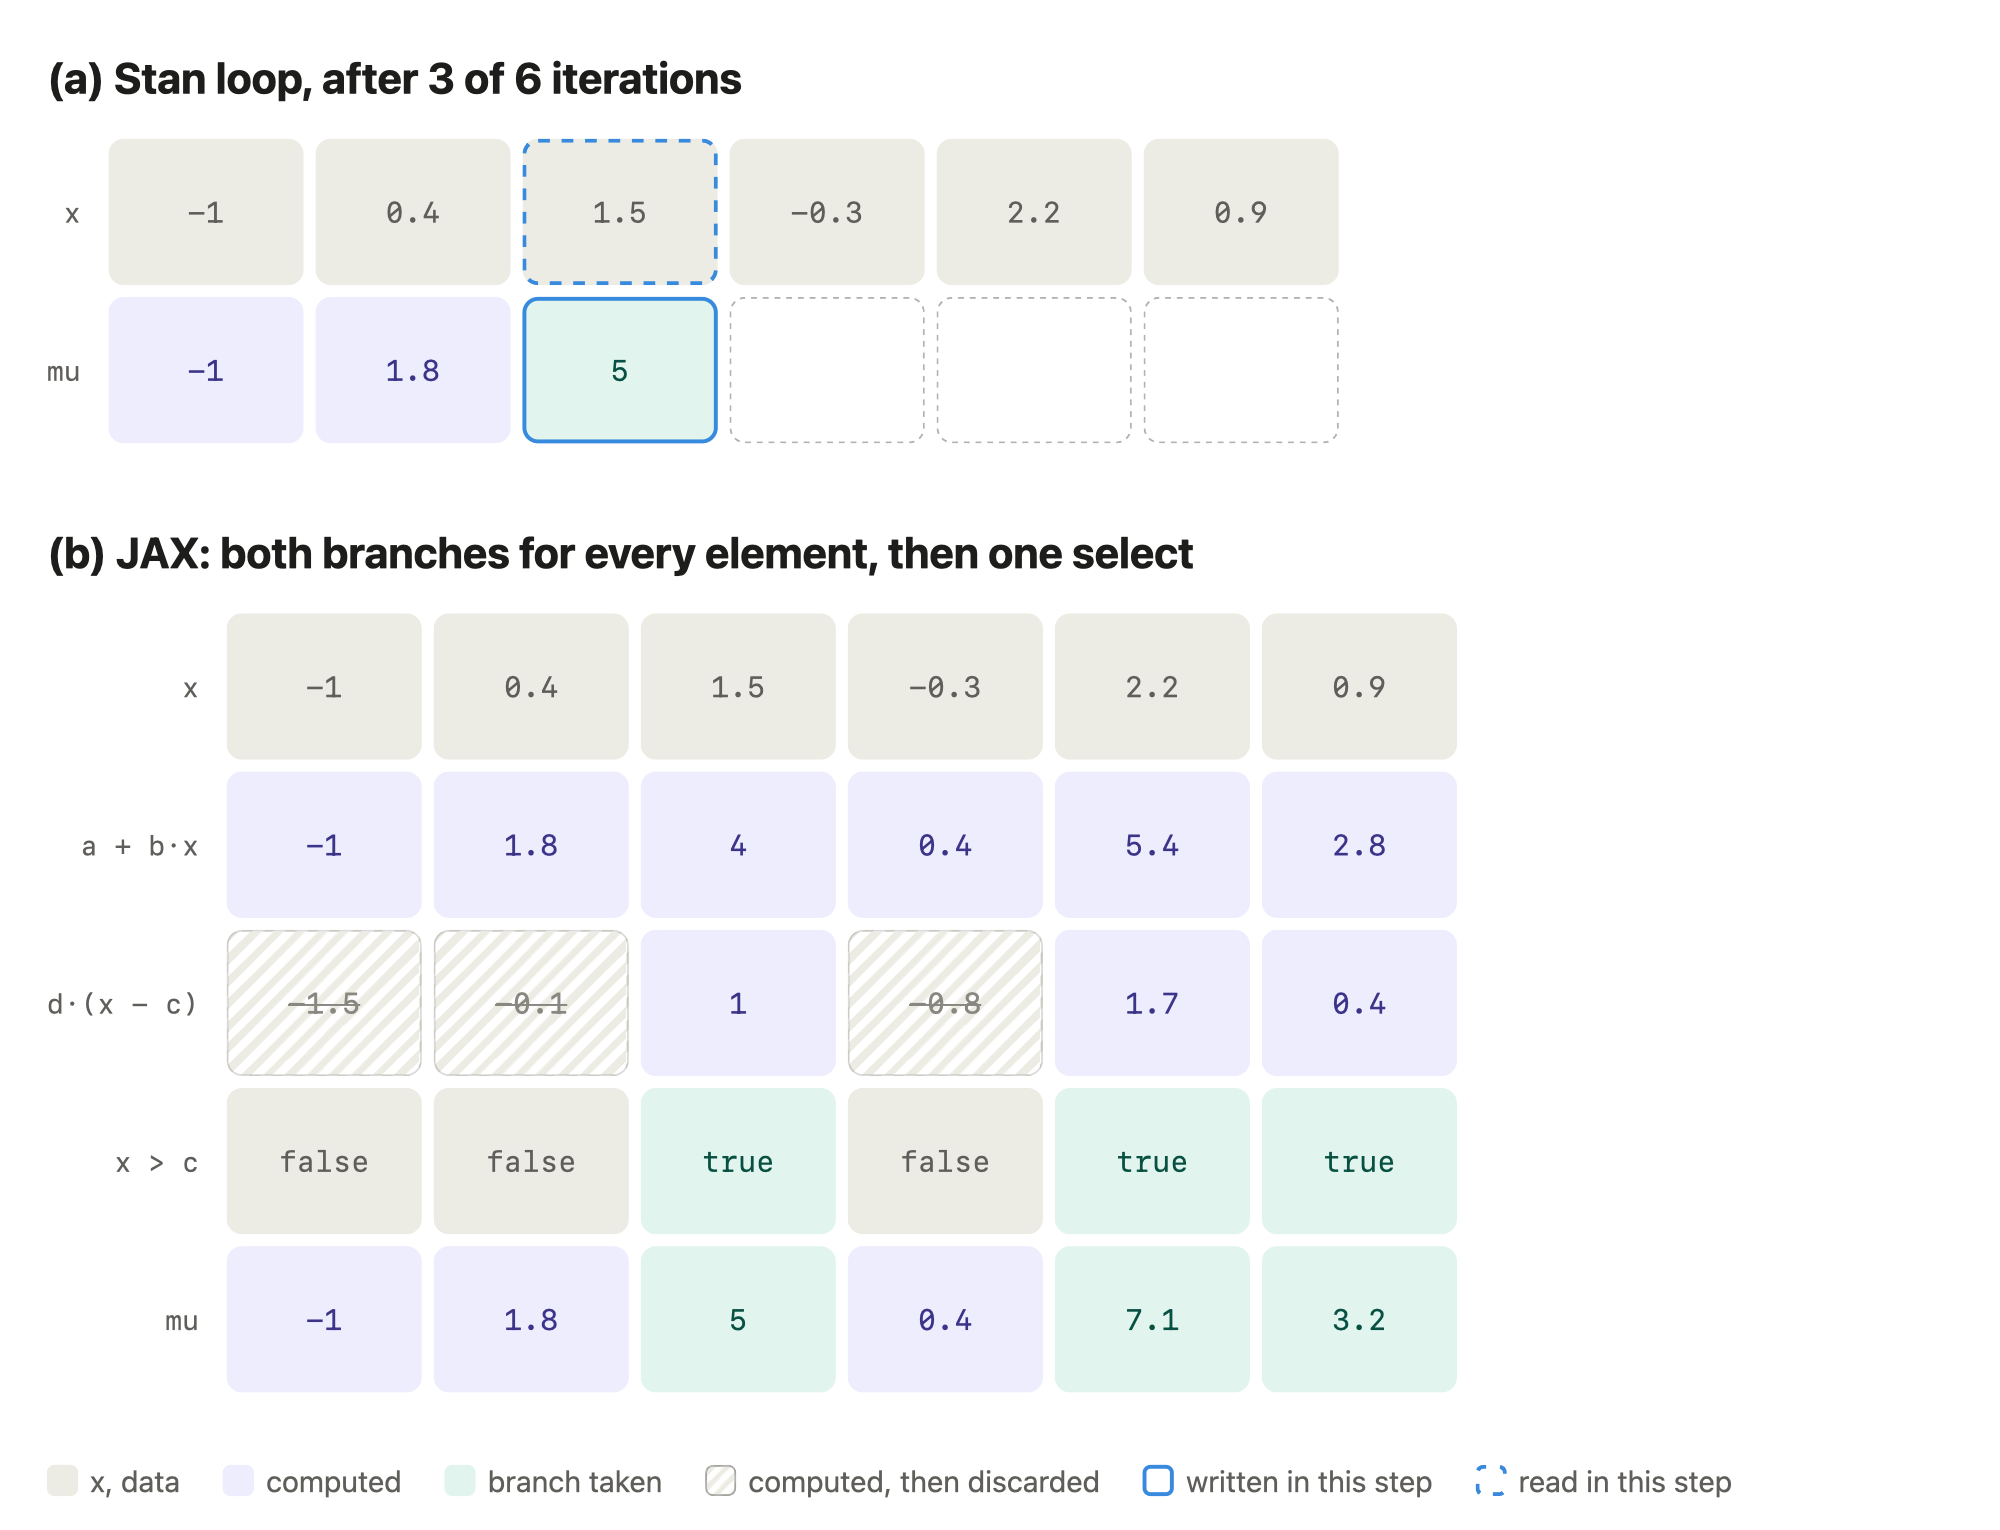 (a) Stan loop, after 3 of 6 iterations
x −1 0.4 1.5 −0.3 2.2 0.9
mu −1 1.8 5
(b) JAX: both branches for every element, then one select
x −1 0.4 1.5 −0.3 2.2 0.9
a + b·x −1 1.8 4 0.4 5.4 2.8
d·(x − c) −1.5 −0.1 1 −0.8 1.7 0.4
x > c false false true false true true
mu −1 1.8 5 0.4 7.1 3.2
x, data computed branch taken computed, then discarded written in this step read in this step